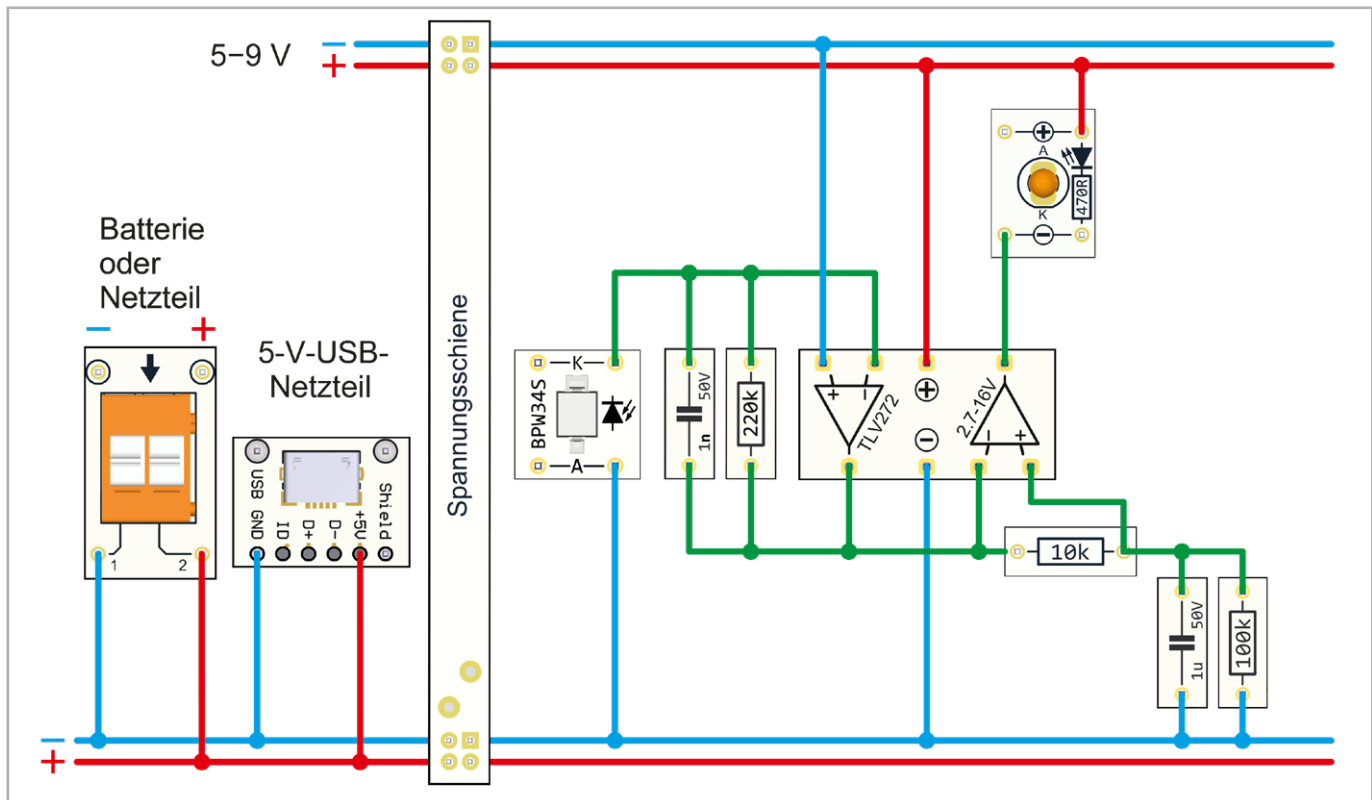 5–9 V
−
+
Batterie
oder
Netzteil
−
+
1
2
5-V-USB-
Netzteil
USB
GND
ID
D+
D-
+5V
Shield
Spannungsschiene
K
BPW34S
A
50V
1n
220k
+
−
TLV272
+
−
2.7-16V
−
+
+
A
K
−
470R
10k
50V
1u
100k
−
+